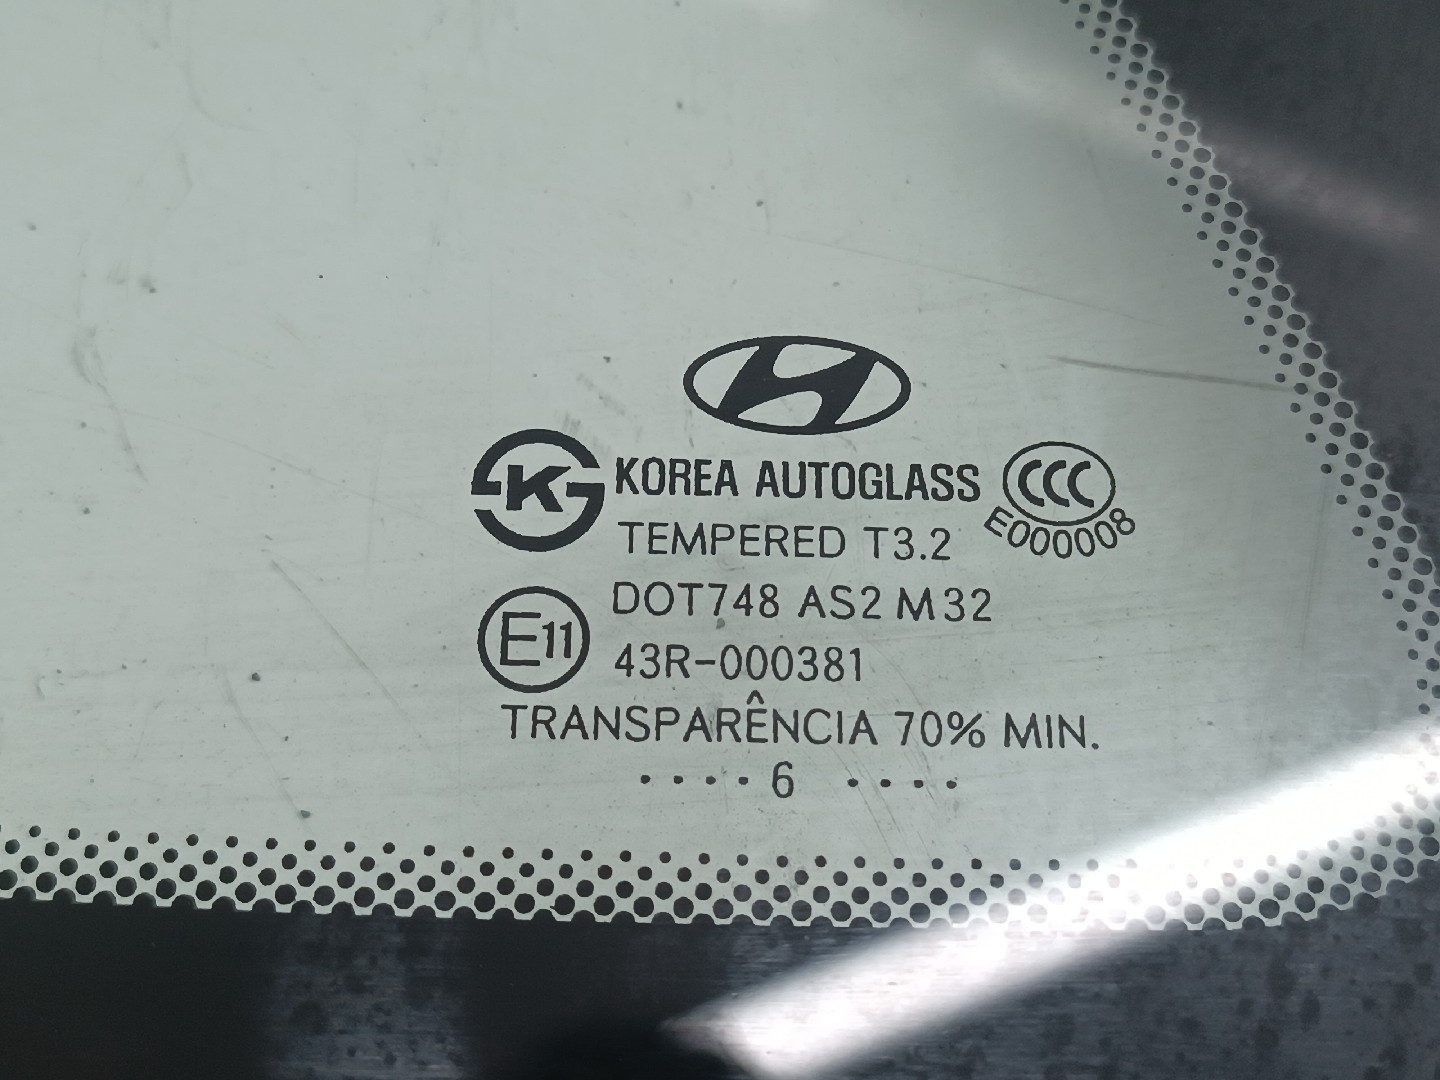 K KOREA AUTOGLASS CCC
E000008
TEMPERED T3.2
DOT748 AS2 M32
E11 43R-000381
TRANSPARÊNCIA 70% MIN.
. . . . 6 . . . .